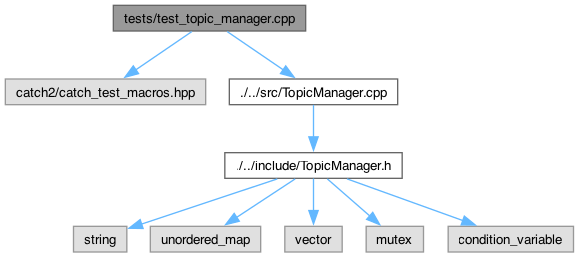 tests/test_topic_manager.cpp
catch2/catch_test_macros.hpp
./../src/TopicManager.cpp
./../include/TopicManager.h
string
unordered_map
vector
mutex
condition_variable